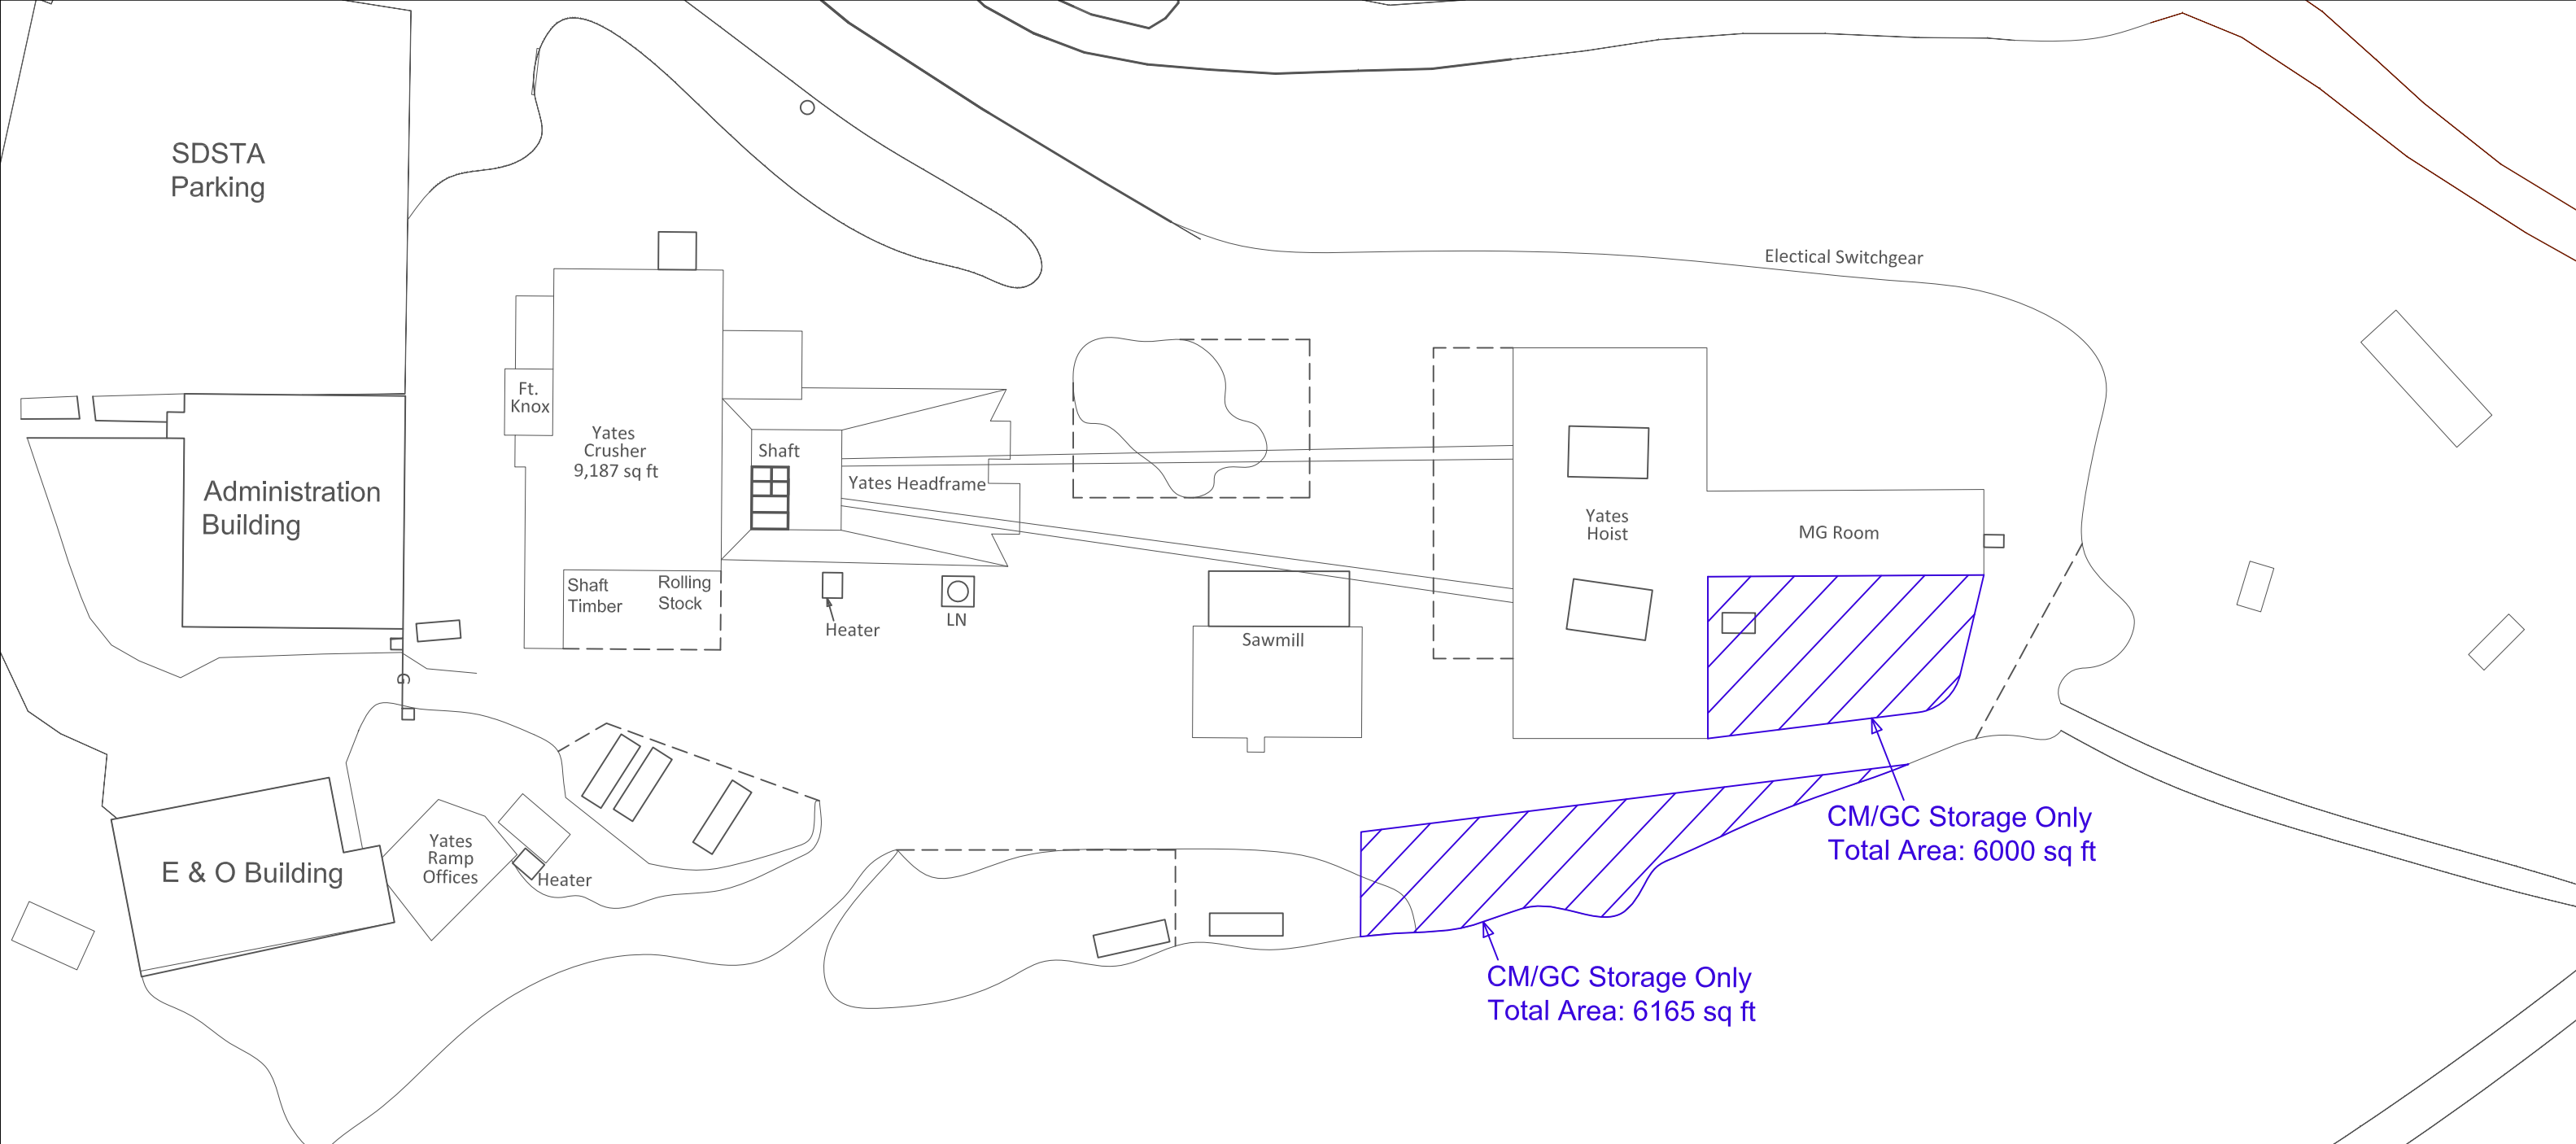 SDSTA
Parking
Electical Switchgear
Ft.
Knox
Yates
Crusher
9,187 sq ft
Shaft
Yates Headframe
Administration
Building
Yates
Hoist
MG Room
Shaft
Timber
Rolling
Stock
Heater
LN
Sawmill
G
CM/GC Storage Only
Total Area: 6000 sq ft
Yates
Ramp
Offices
E & O Building
Heater
CM/GC Storage Only
Total Area: 6165 sq ft